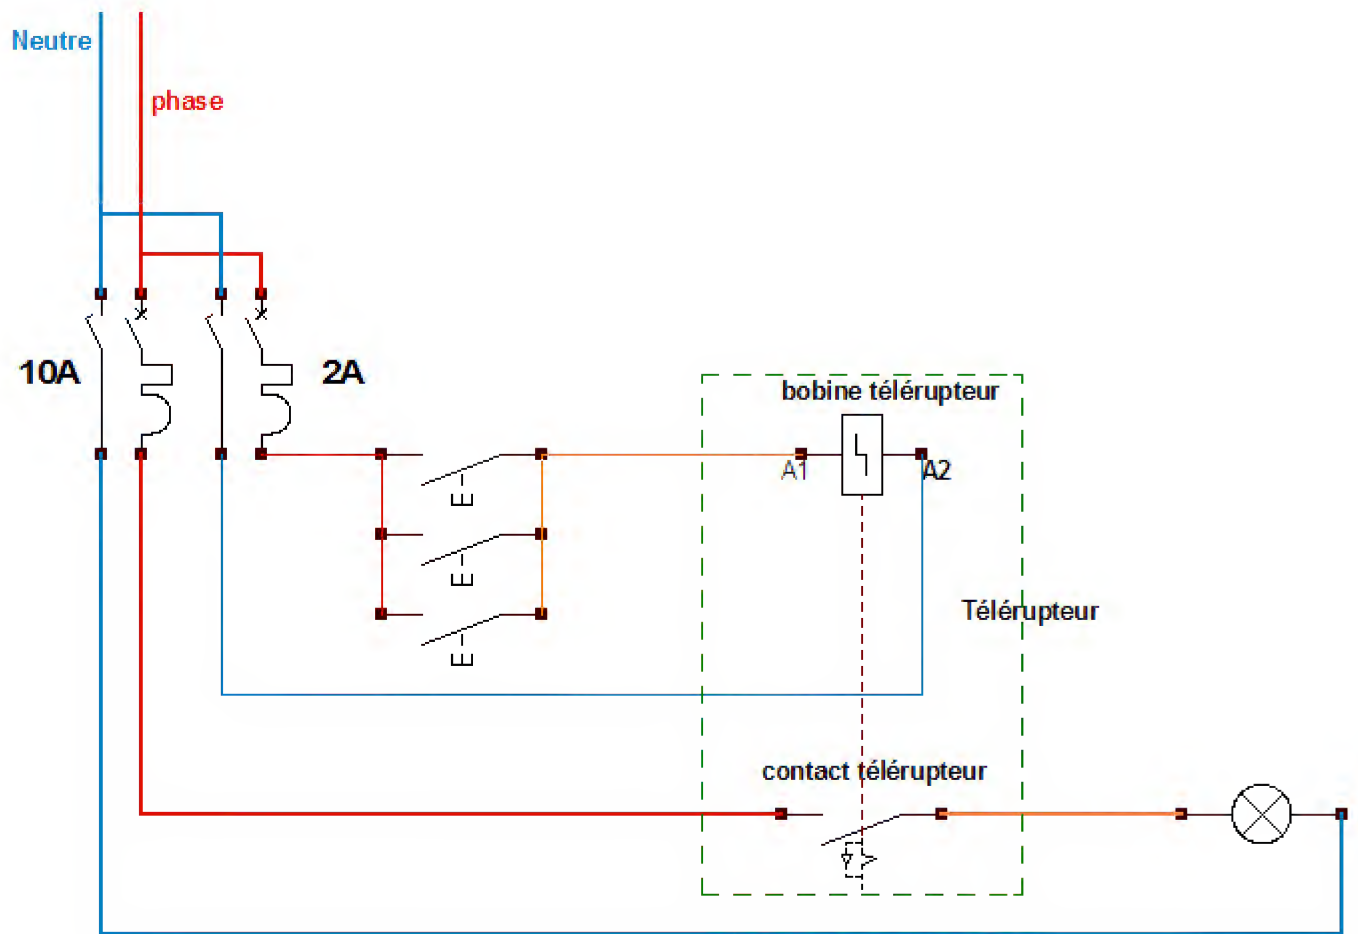 Neutre
phase
10A
2A
bobine télérupteur
A1
A2
Télérupteur
contact télérupteur